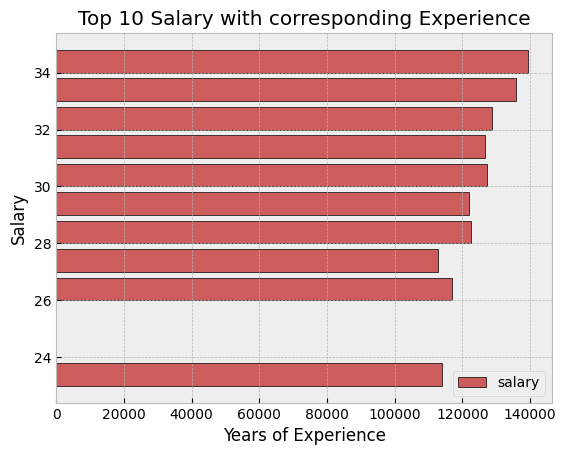 Top 10 Salary with corresponding Experience
Salary
34
32
30
28
26
24
salary
0 20000 40000 60000 80000 100000 120000 140000
Years of Experience